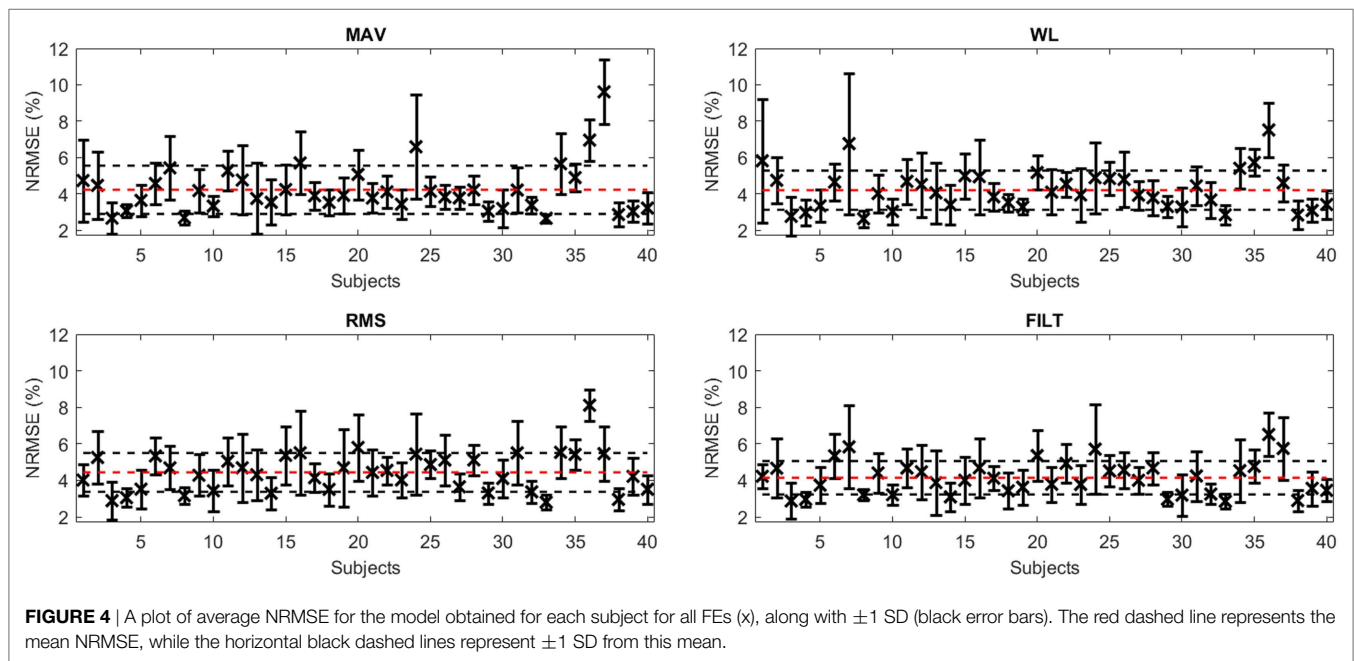 MAV
12
10
8
6
4
2
NRMSE (%)
5 10 15 20 25 30 35 40
Subjects
WL
12
10
8
6
4
2
NRMSE (%)
5 10 15 20 25 30 35 40
Subjects
RMS
12
10
8
6
4
2
NRMSE (%)
5 10 15 20 25 30 35 40
Subjects
FILT
12
10
8
6
4
2
NRMSE (%)
5 10 15 20 25 30 35 40
Subjects
FIGURE 4 | A plot of average NRMSE for the model obtained for each subject for all FEs (x), along with ±1 SD (black error bars). The red dashed line represents the
mean NRMSE, while the horizontal black dashed lines represent ±1 SD from this mean.